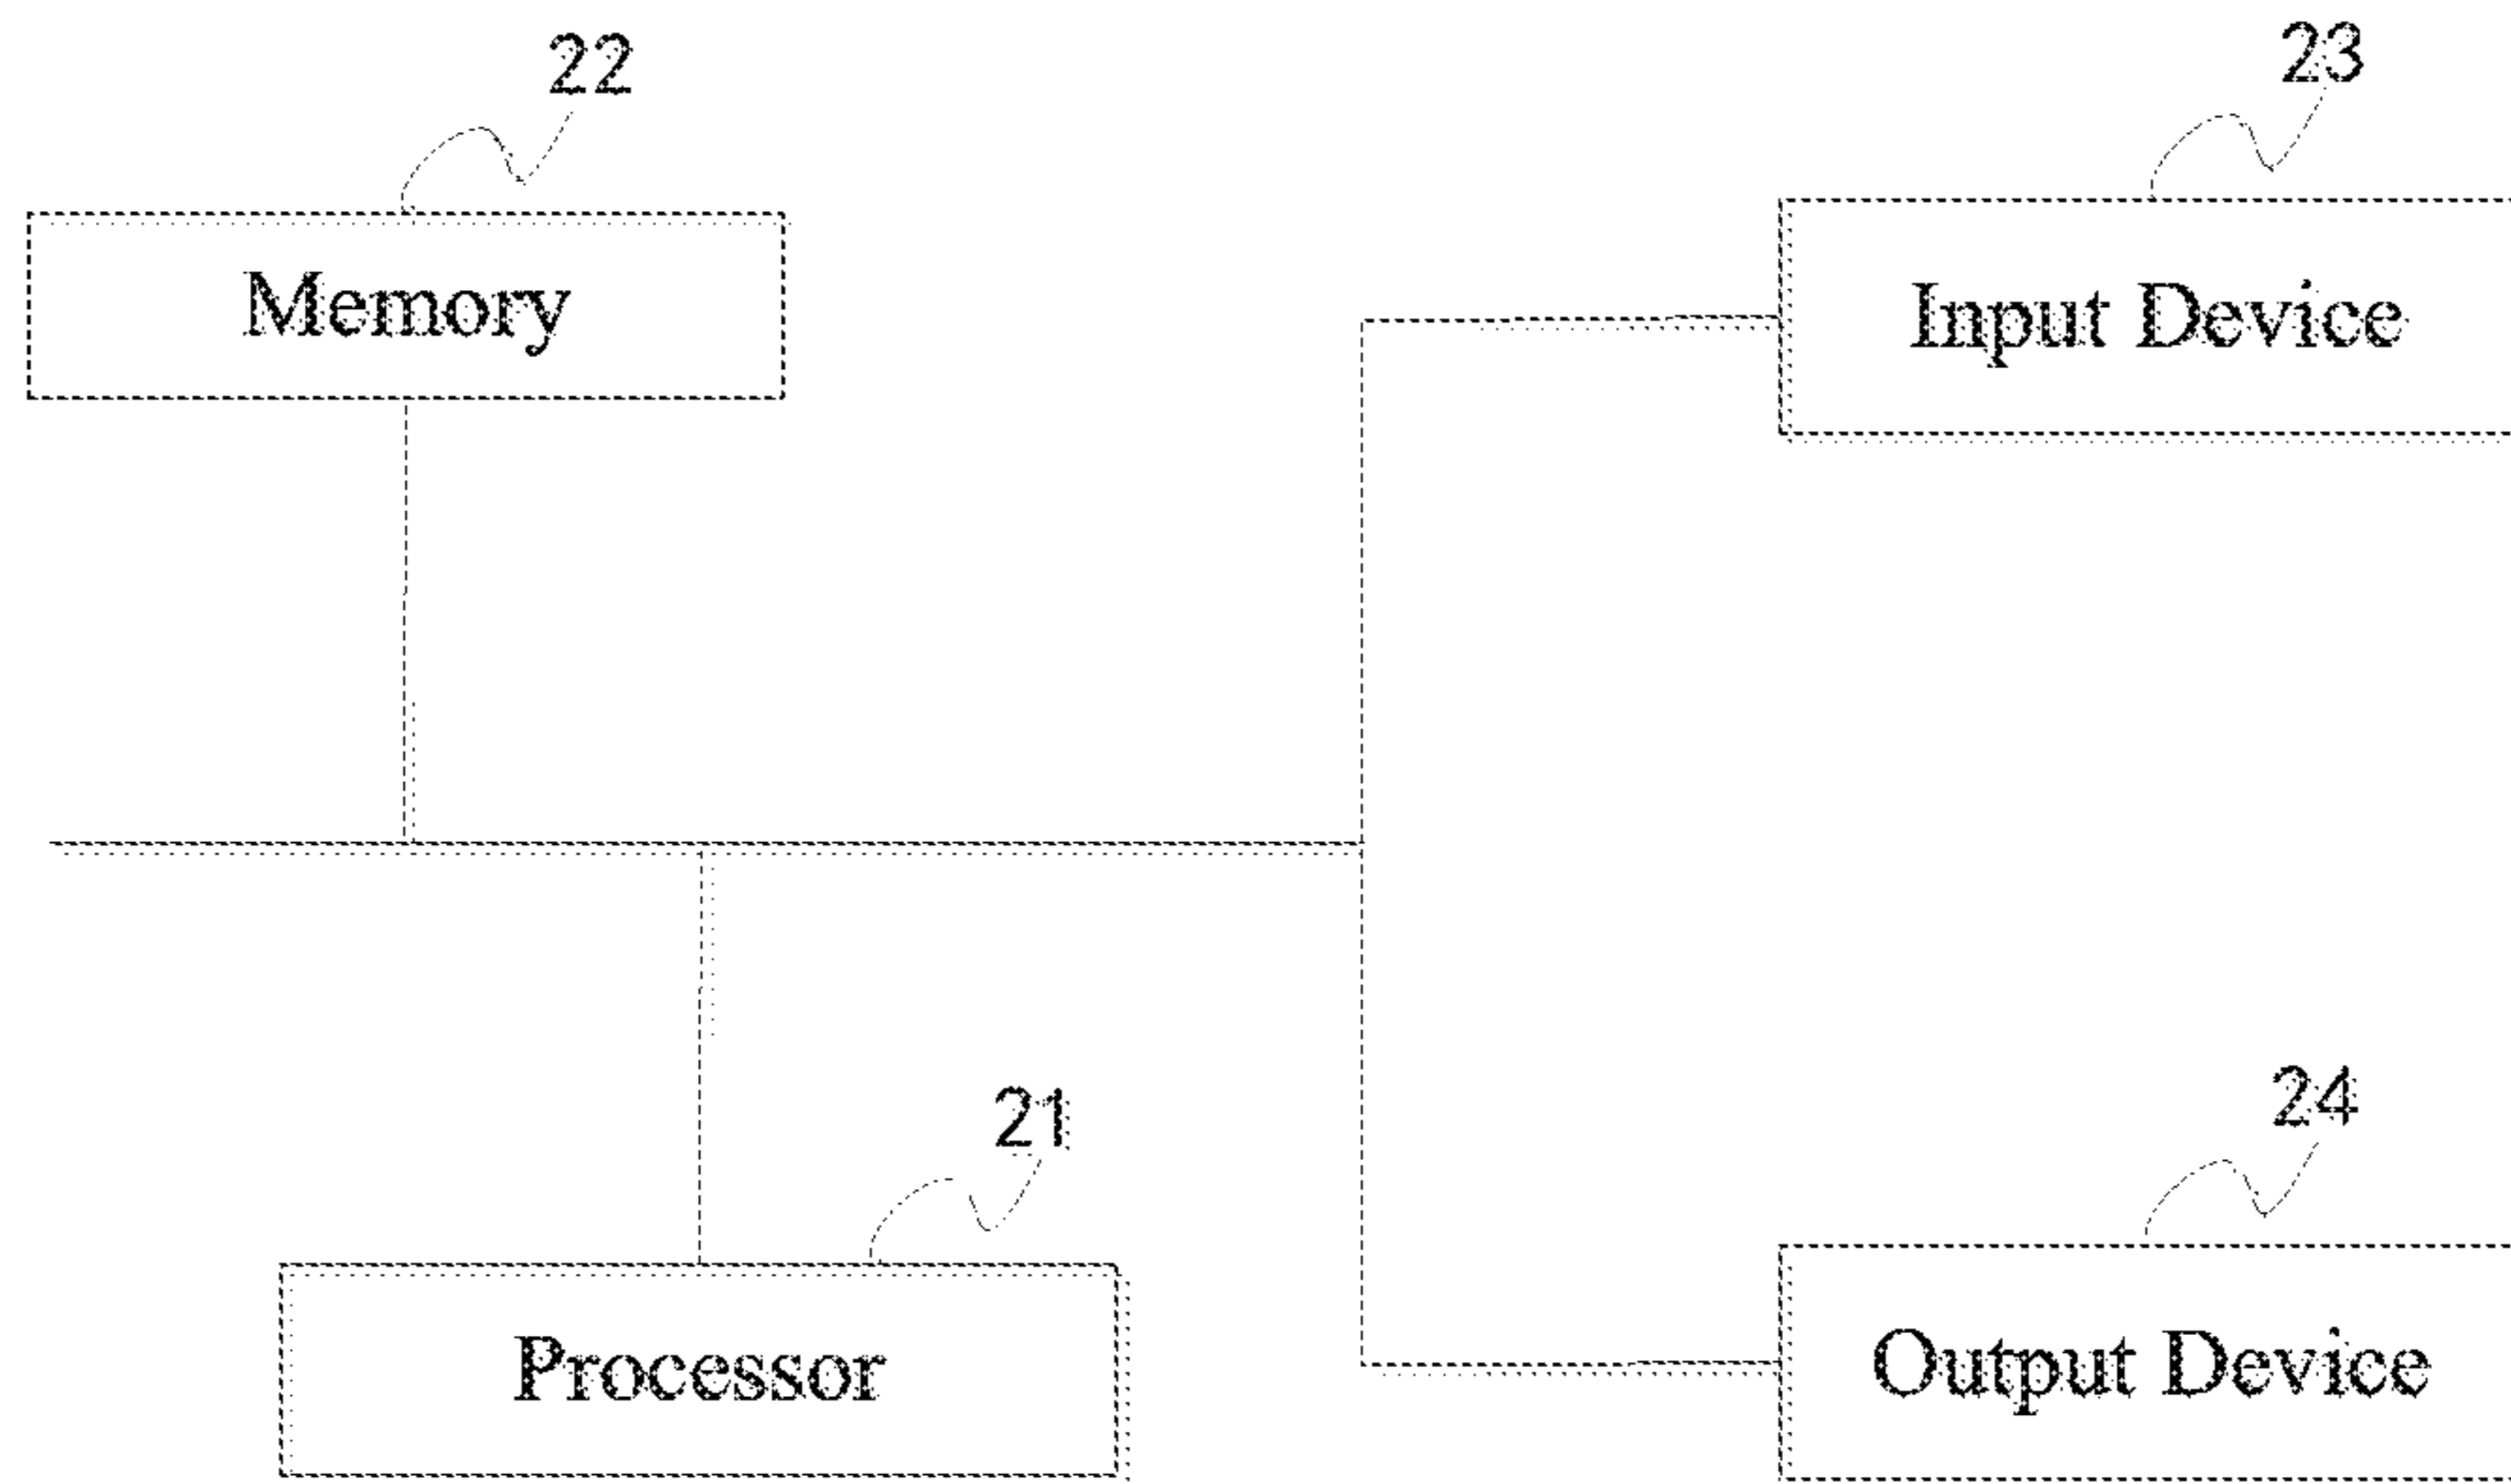 22
23
Memory
Input Device
21
24
Processor
Output Device